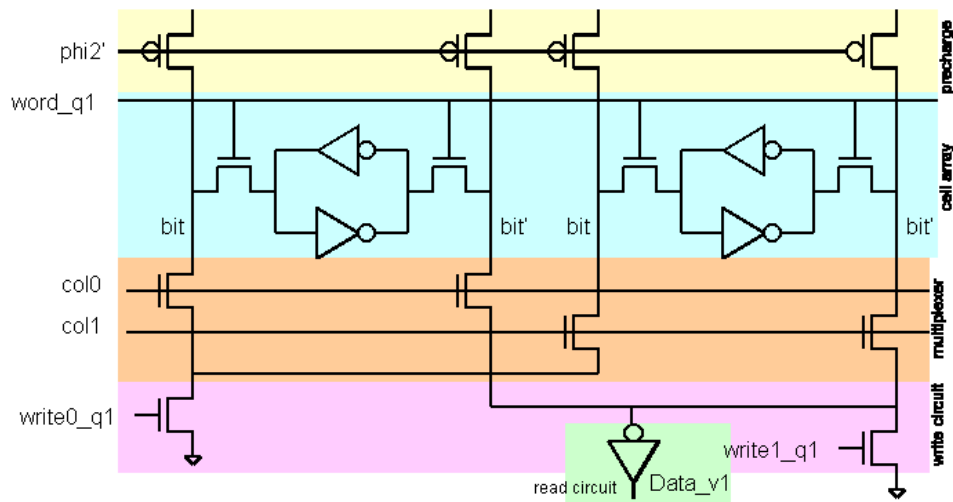 phi2'
precharge
word_q1
cell array
bit
bit'
bit
bit'
col0
multiplexer
col1
write0_q1
write circuit
write1_q1
read circuit
Data_v1